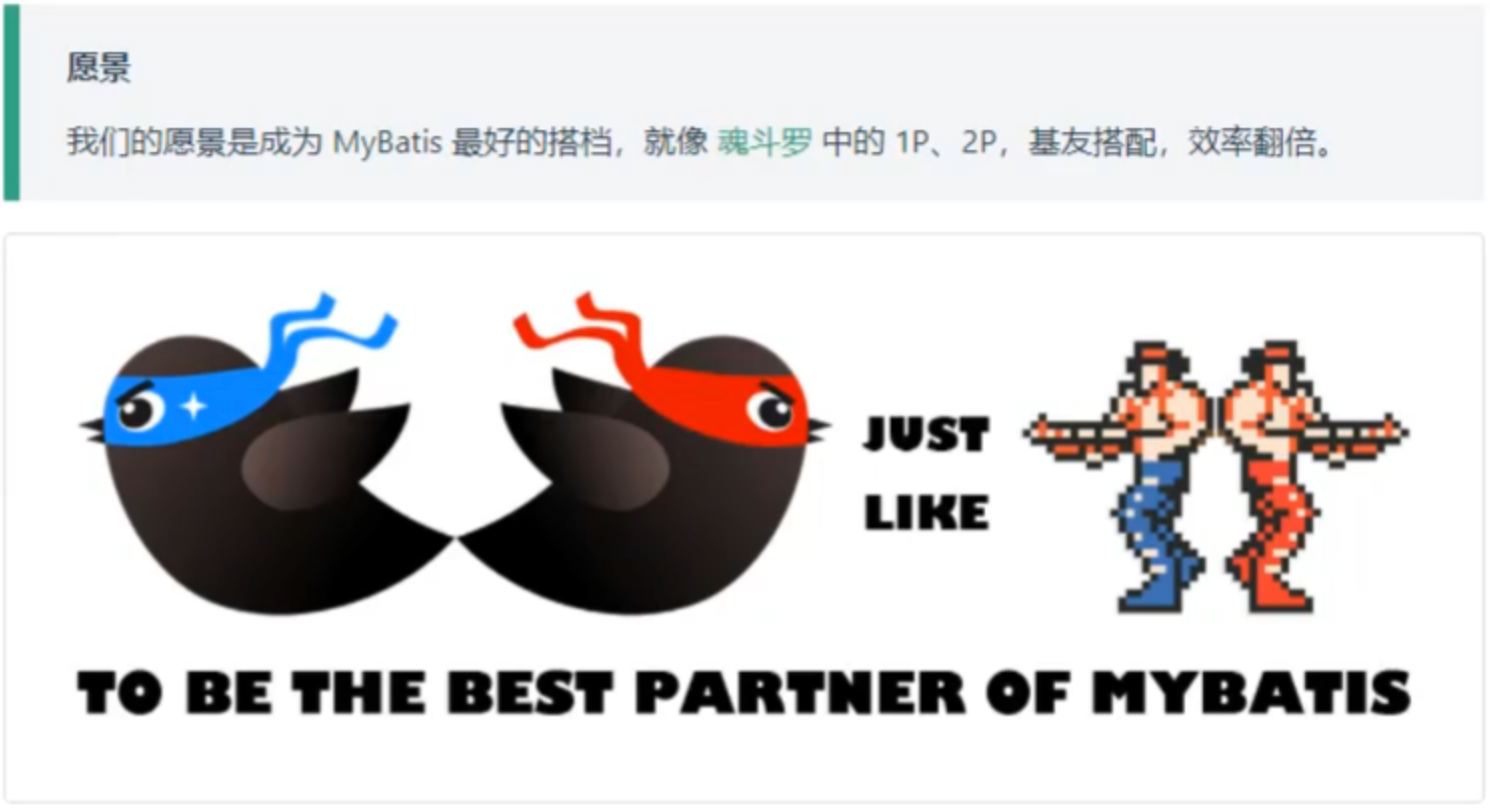 愿景
我们的愿景是成为 MyBatis 最好的搭档，就像 魂斗罗 中的 1P、2P，基友搭配，效率翻倍。
JUST
LIKE
TO BE THE BEST PARTNER OF MYBATIS